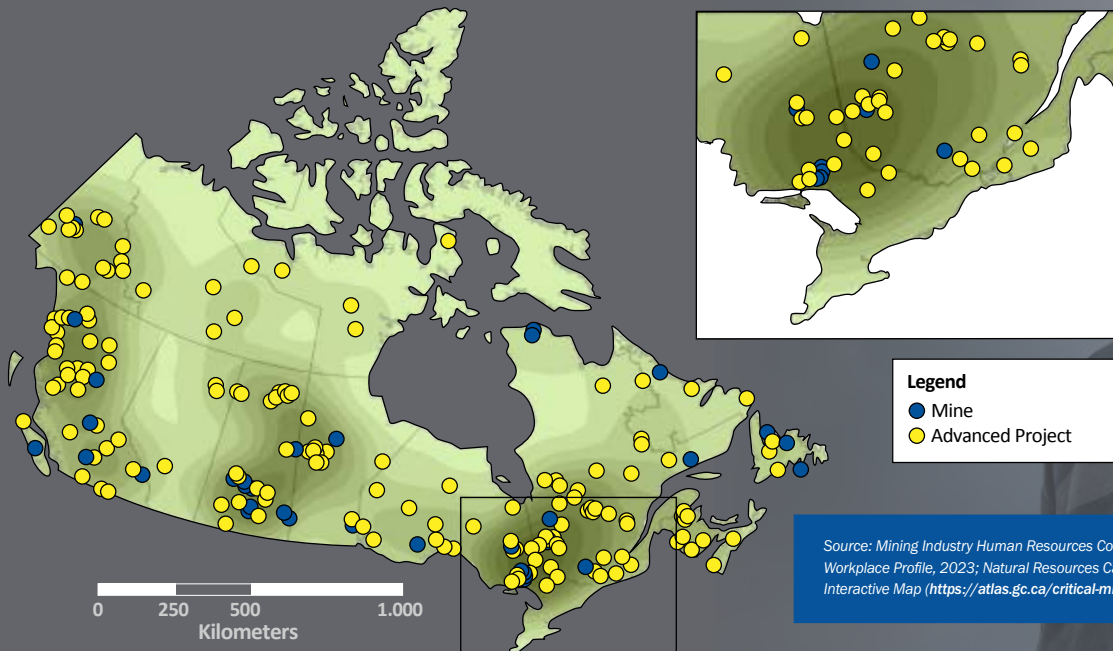 Legend
Mine
Advanced Project
Source: Mining Industry Human Resources
Workplace Profile, 2023; Natural Resources
Interactive Map (https://atlas.gc.ca/critical-
0 250 500 1.000
Kilometers